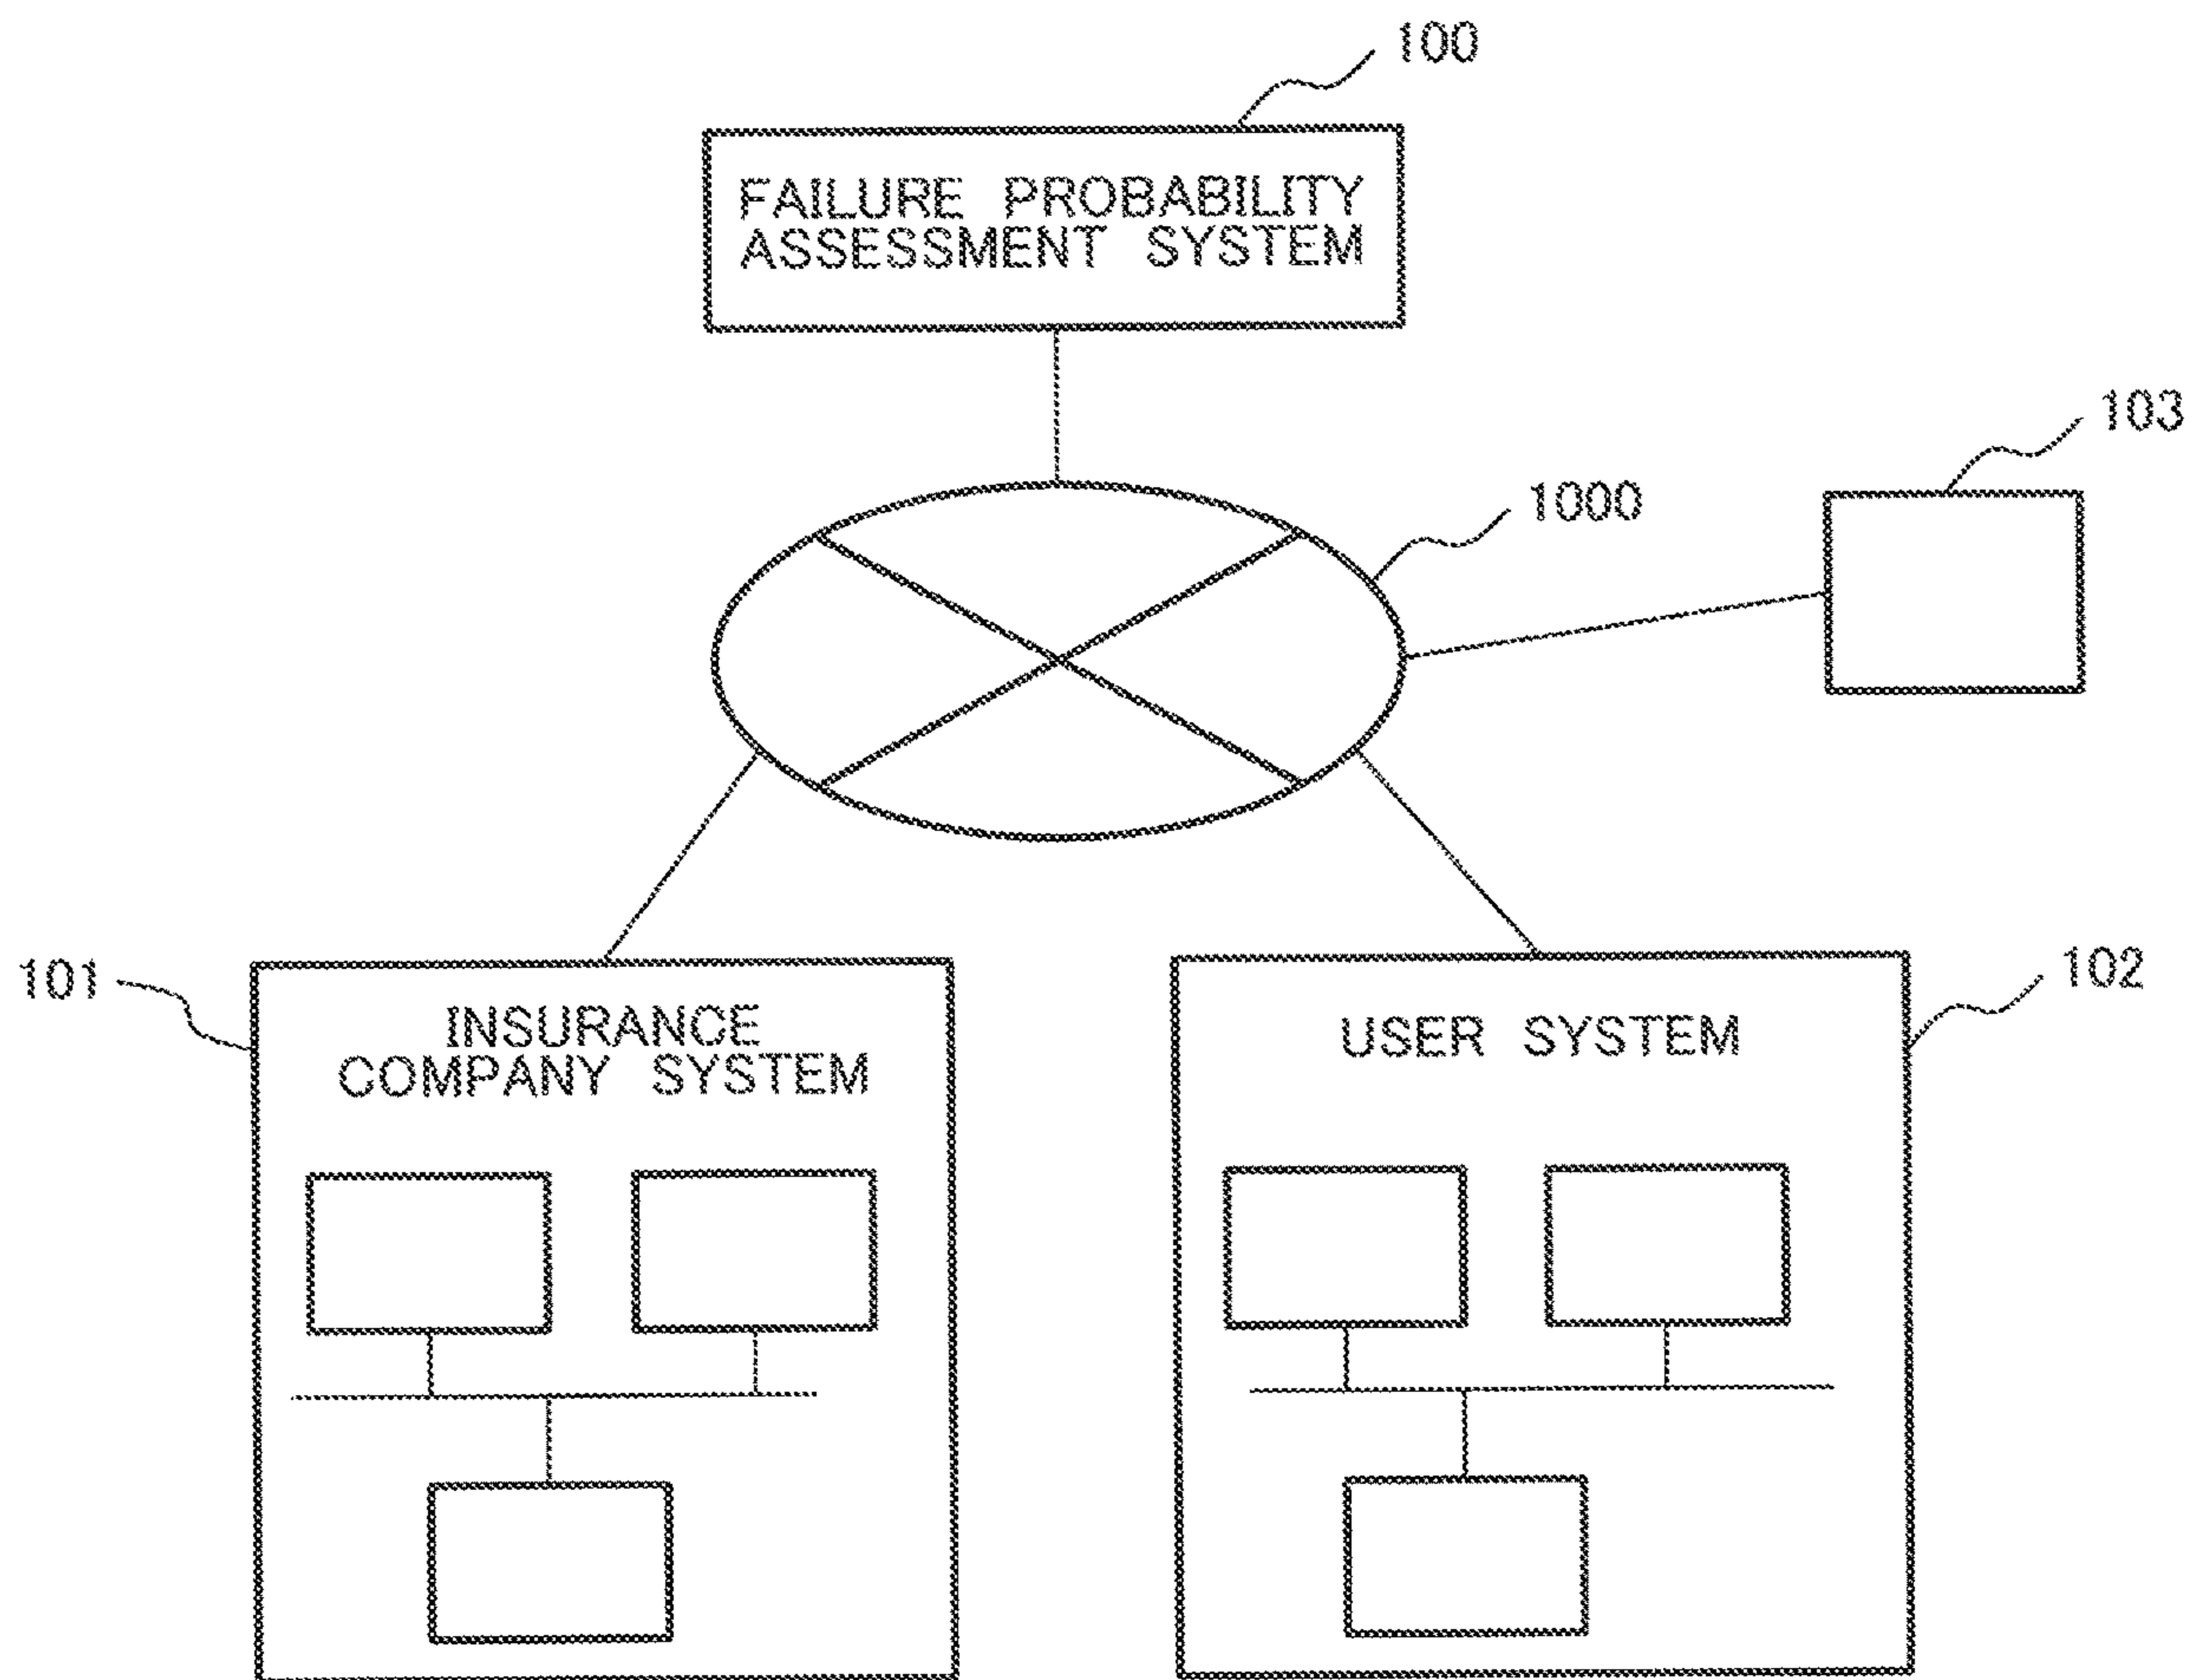 100
FAILURE PROBABILITY
ASSESSMENT SYSTEM
103
1000
101
INSURANCE
COMPANY SYSTEM
USER SYSTEM
102